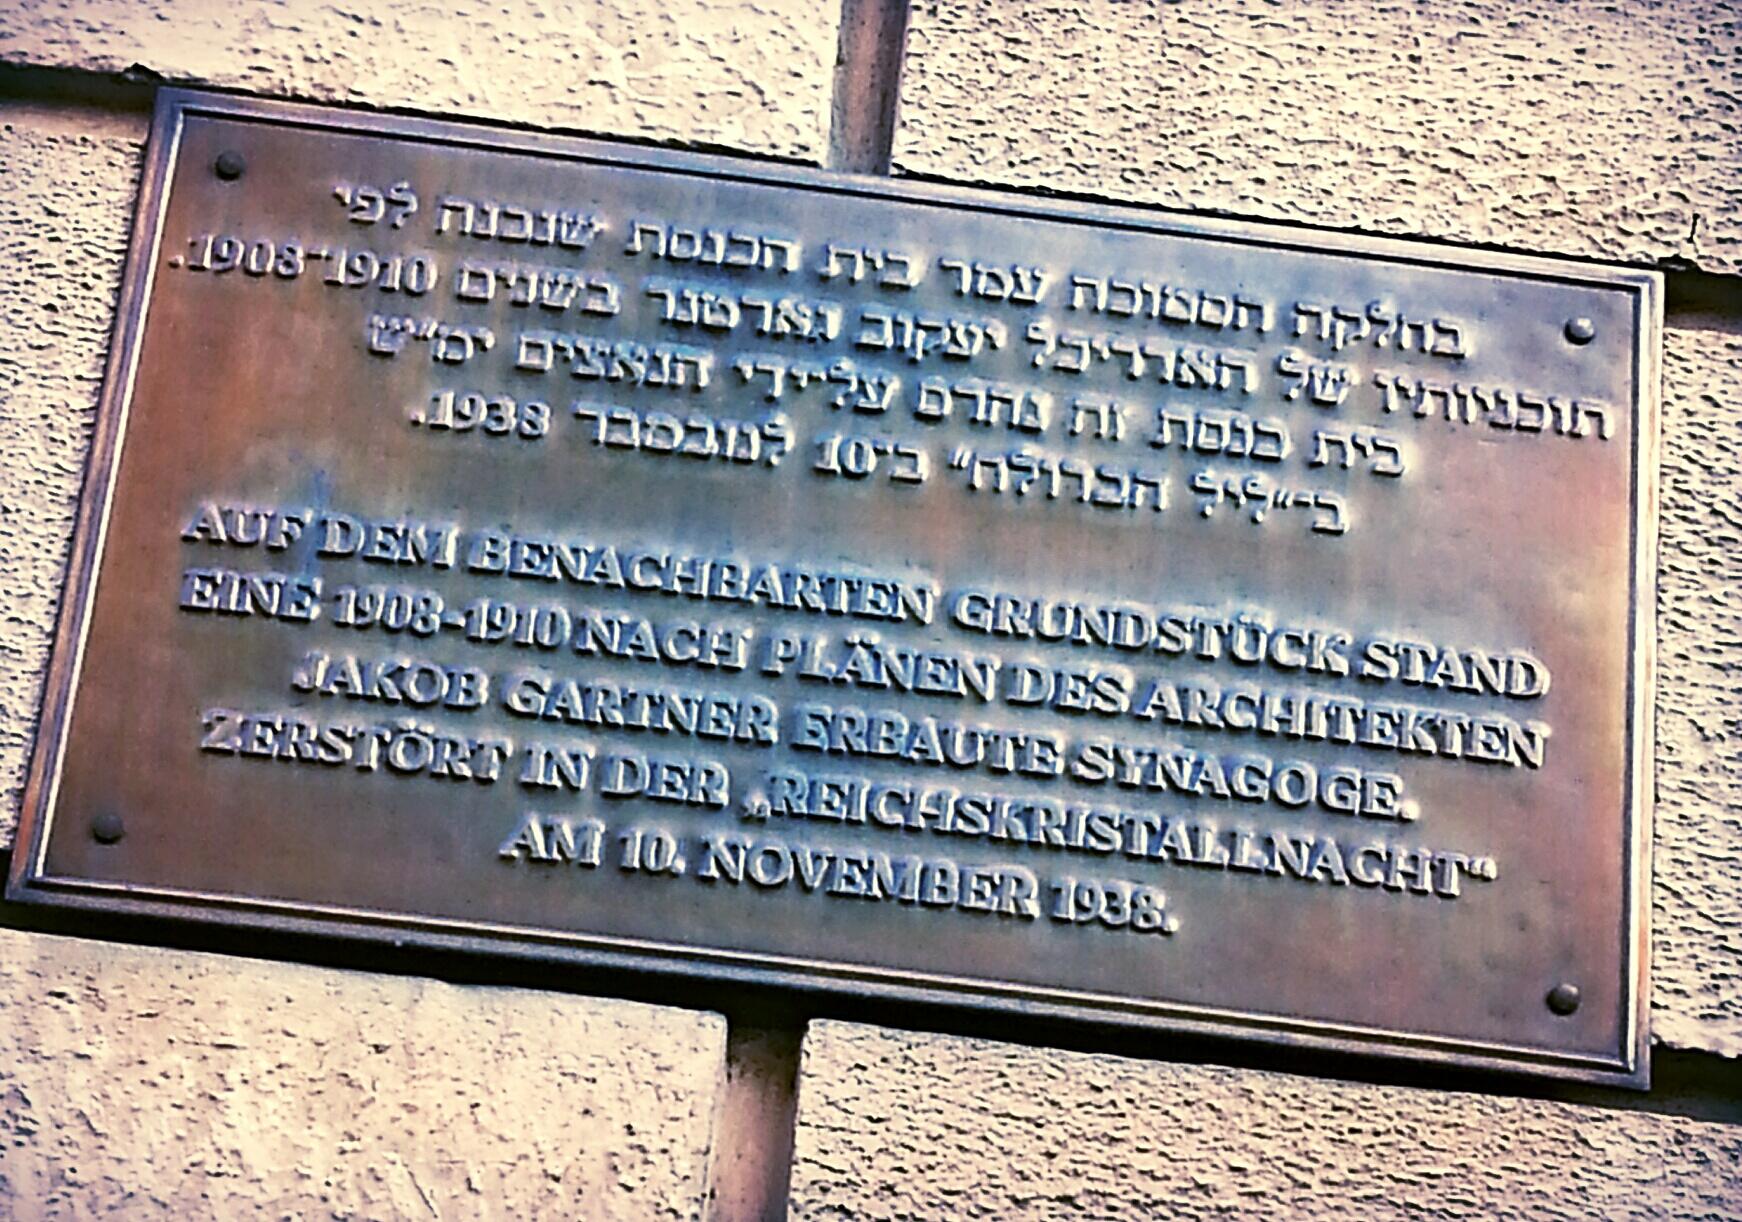 בחלקה הסמוכה עמד בית הכנסת שנבנה לפי
תוכניותיו של האדריכל יעקוב גארטנר בשנים 1908-1910.
בית כנסת זה נהרס על־ידי הנאצים ימ״ש
ב־״ליל הבדולח״ ב־10 לנובמבר 1938.
AUF DEM BENACHBARTEN GRUNDSTÜCK STAND
EINE 1908-1910 NACH PLÄNEN DES ARCHITEKTEN
JAKOB GARTNER ERBAUTE SYNAGOGE.
ZERSTÖRT IN DER „REICHSKRISTALLNACHT“
AM 10. NOVEMBER 1938.